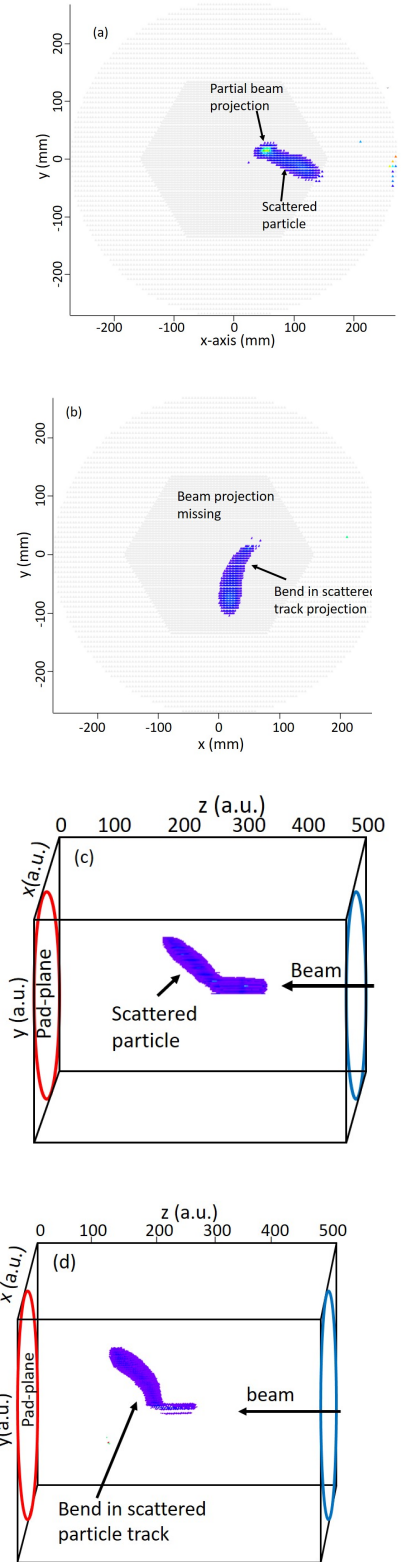 (a)
200
100
0
-100
-200
y (mm)
Partial beam
projection
Scattered
particle
-200
-100
0
100
200
x-axis (mm)
(b)
200
100
0
-100
-200
y (mm)
Beam projection
missing
Bend in scattered
track projection
-200
-100
0
100
200
x (mm)
z (a.u.)
0 100 200 300 400 500
(c)
x(a.u.)
y (a.u.)
Pad-plane
Beam
Scattered
particle
z (a.u.)
0 100 200 300 400 500
(d)
x (a.u.)
y(a.u.)
Pad-plane
beam
Bend in scattered
particle track